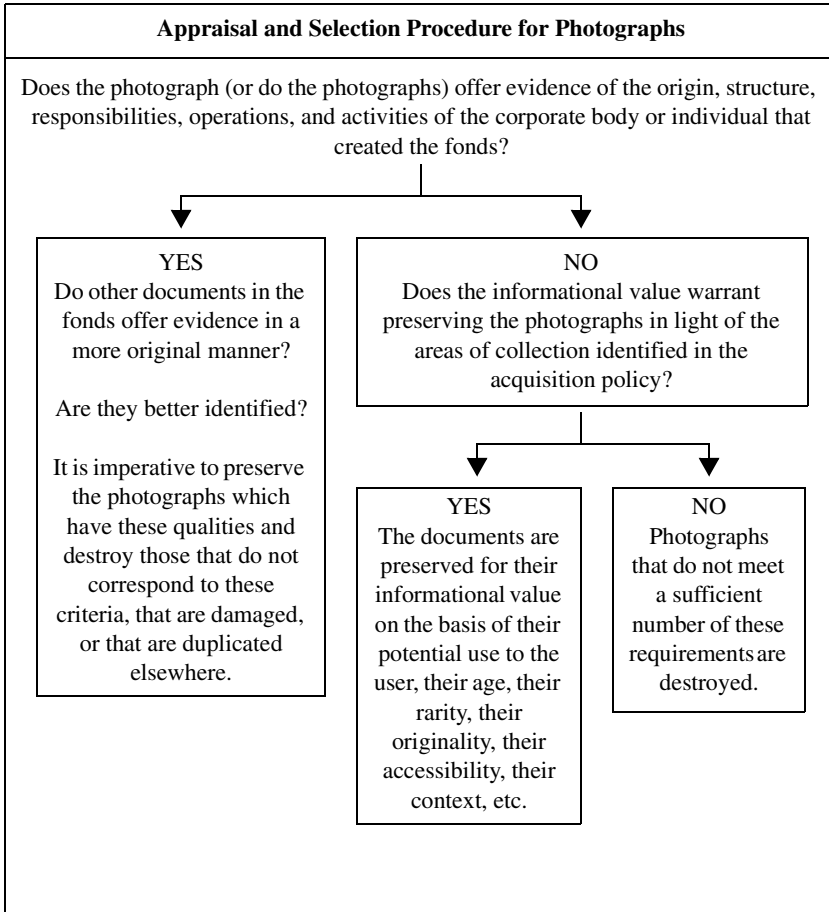 Appraisal and Selection Procedure for Photographs
Does the photograph (or do the photographs) offer evidence of the origin, structure,
responsibilities, operations, and activities of the corporate body or individual that
created the fonds?
YES
Do other documents in the
fonds offer evidence in a
more original manner?
Are they better identified?
It is imperative to preserve
the photographs which
have these qualities and
destroy those that do not
correspond to these
criteria, that are damaged,
or that are duplicated
elsewhere.
NO
Does the informational value warrant
preserving the photographs in light of the
areas of collection identified in the
acquisition policy?
YES
The documents are
preserved for their
informational value
on the basis of their
potential use to the
user, their age, their
rarity, their
originality, their
accessibility, their
context, etc.
NO
Photographs
that do not meet
a sufficient
number of these
requirements are
destroyed.